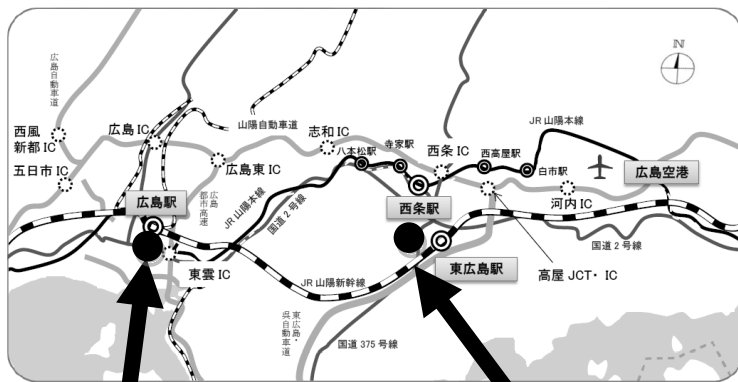 N
広島自動車道
西風
新都 IC
五日市 IC
広島 IC
山陽自動車道
広島東 IC
志和 IC
八本松駅
寺家駅
西条 IC
西高屋駅
白市駅
JR 山陽本線
広島空港
河内 IC
広島駅
広島
都市高速
JR 山陽本線
国道 2 号線
西条駅
東雲 IC
JR 山陽新幹線
東広島駅
高屋 JCT・ IC
国道 2 号線
東広島・
呉自動車道
国道 375 号線